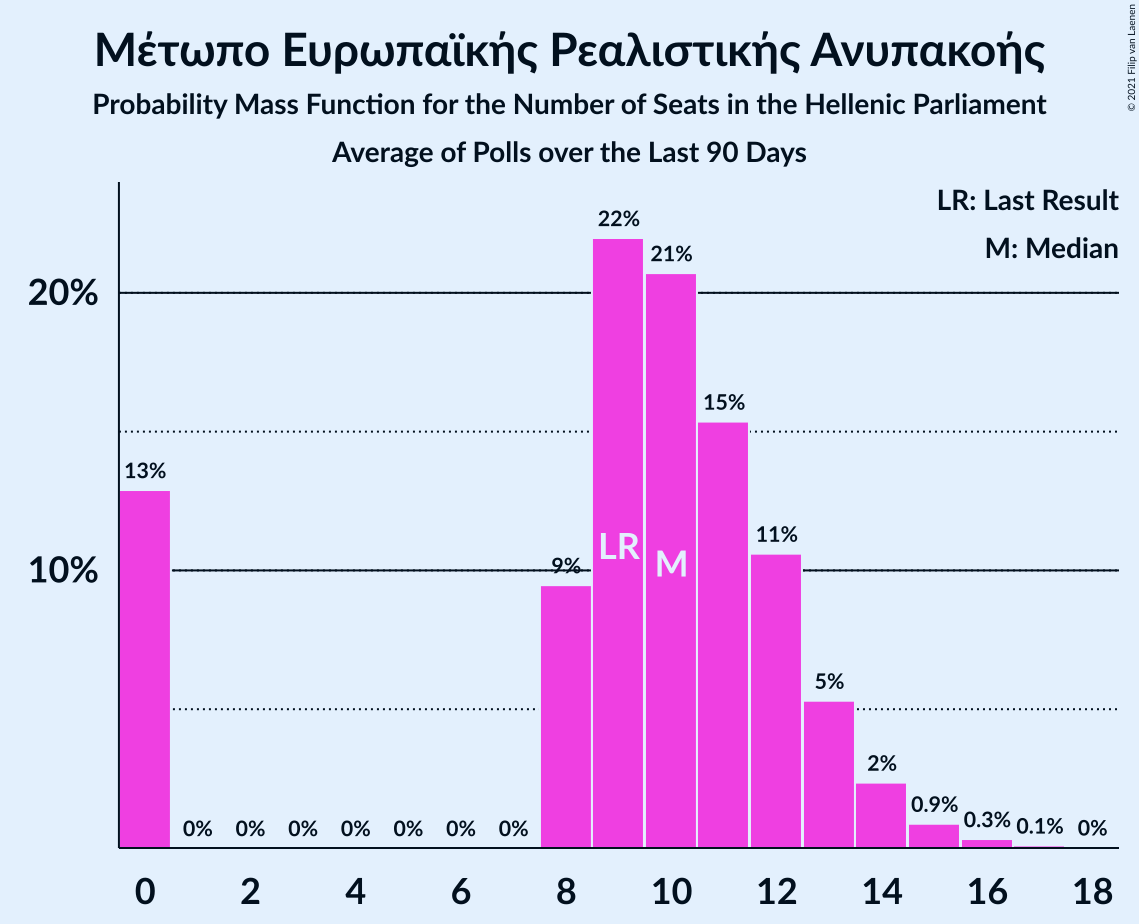 Μέτωπο Ευρωπαϊκής Ρεαλιστικής Ανυπακοής
Probability Mass Function for the Number of Seats in the Hellenic Parliament
Average of Polls over the Last 90 Days
© 2021 Filip van Laenen
LR: Last Result
M: Median
20%
10%
13%
0%
0%
0%
0%
0%
0%
0%
9%
22%
21%
15%
11%
5%
2%
0.9%
0.3%
0.1%
0%
LR
M
0 2 4 6 8 10 12 14 16 18